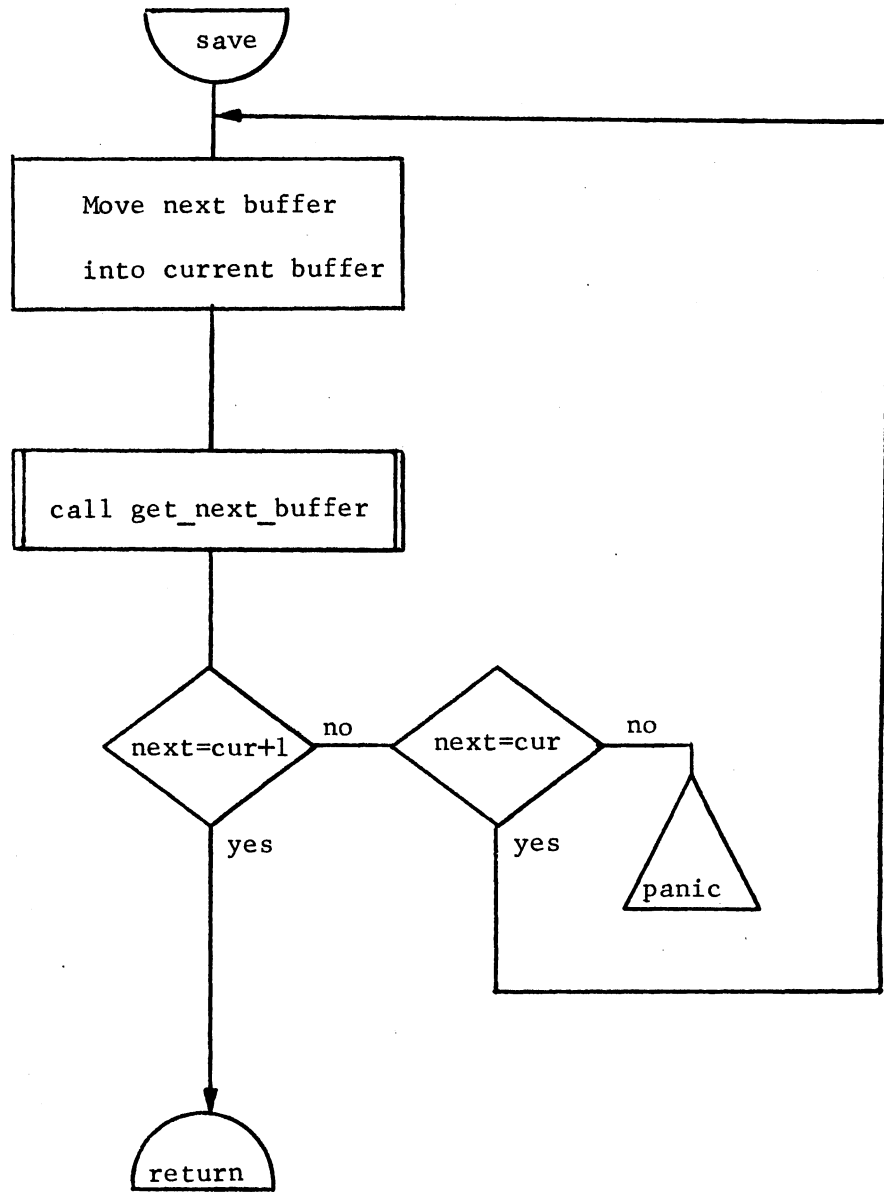 save
Move next buffer
into current buffer
call get_next_buffer
next=cur+1
no
next=cur
no
yes
yes
panic
return